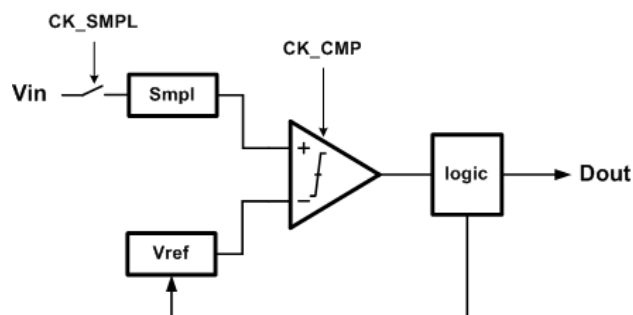 CK_SMPL
CK_CMP
Vin
Smpl
+
−
logic
Dout
Vref